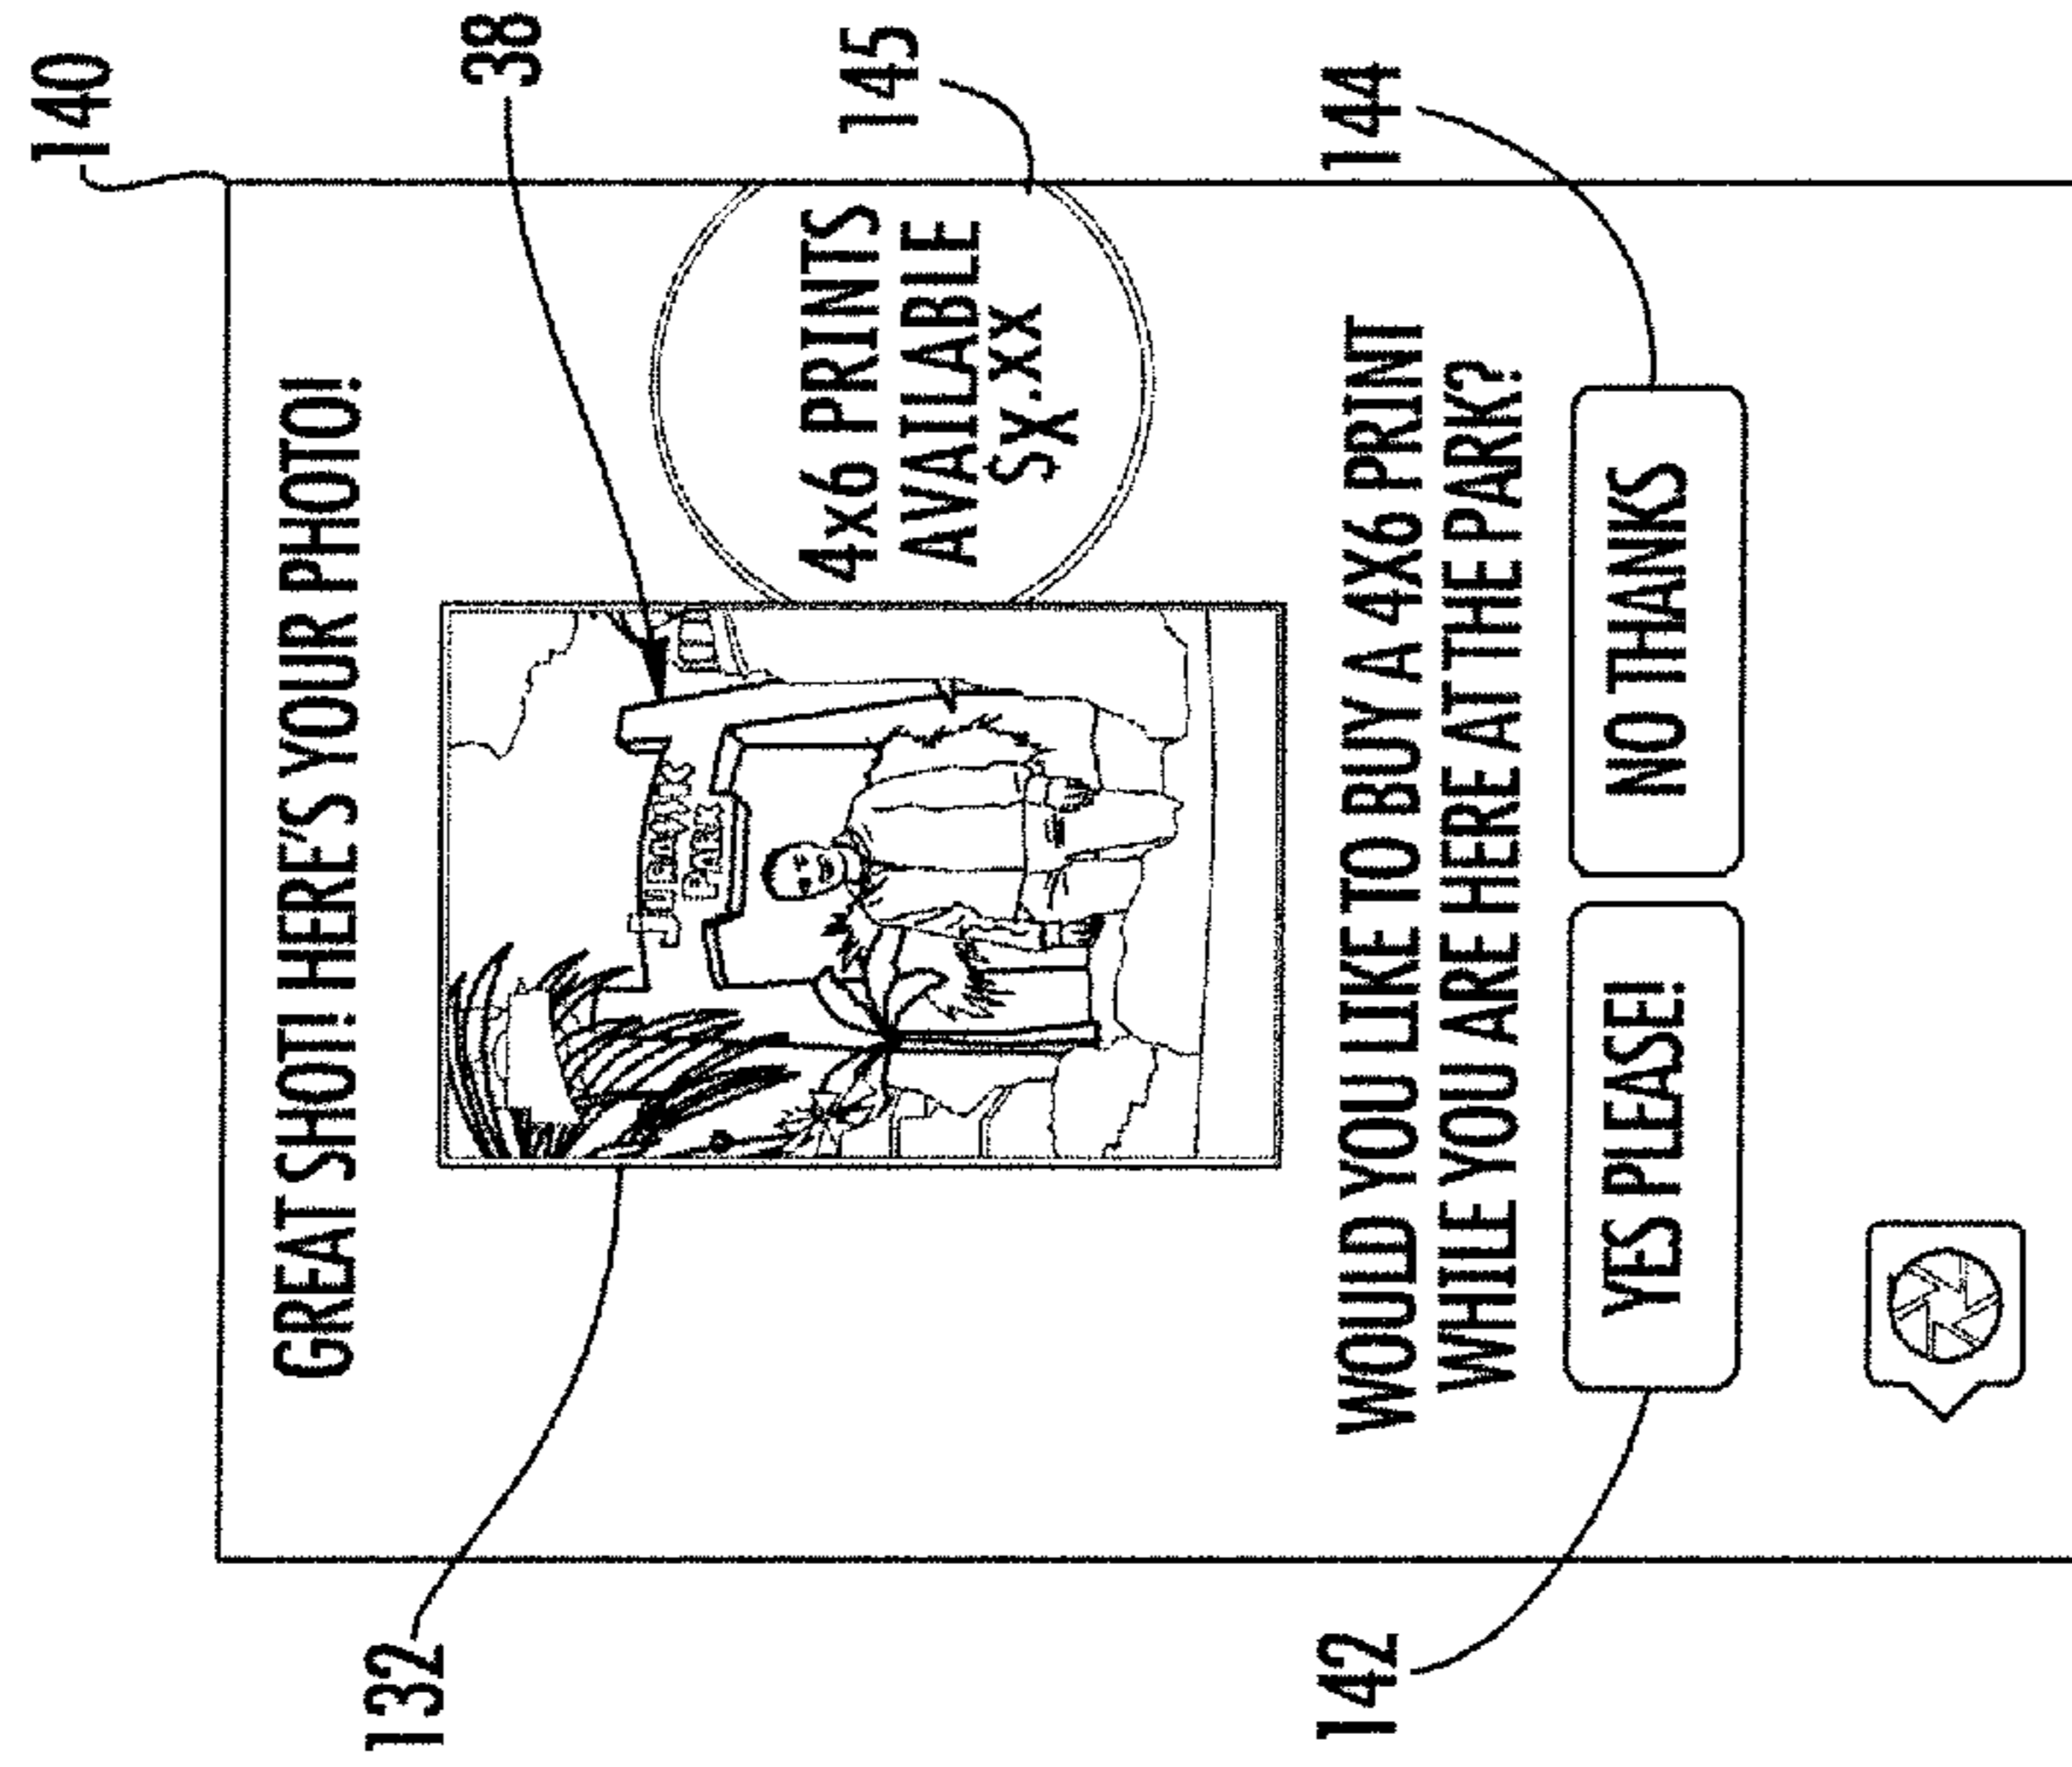 140
GREAT SHOT! HERE'S YOUR PHOTO!
132
38
PARK
4x6 PRINTS
AVAILABLE
$X.XX
145
WOULD YOU LIKE TO BUY A 4X6 PRINT
WHILE YOU ARE HERE AT THE PARK?
142
144
YES PLEASE!
NO THANKS